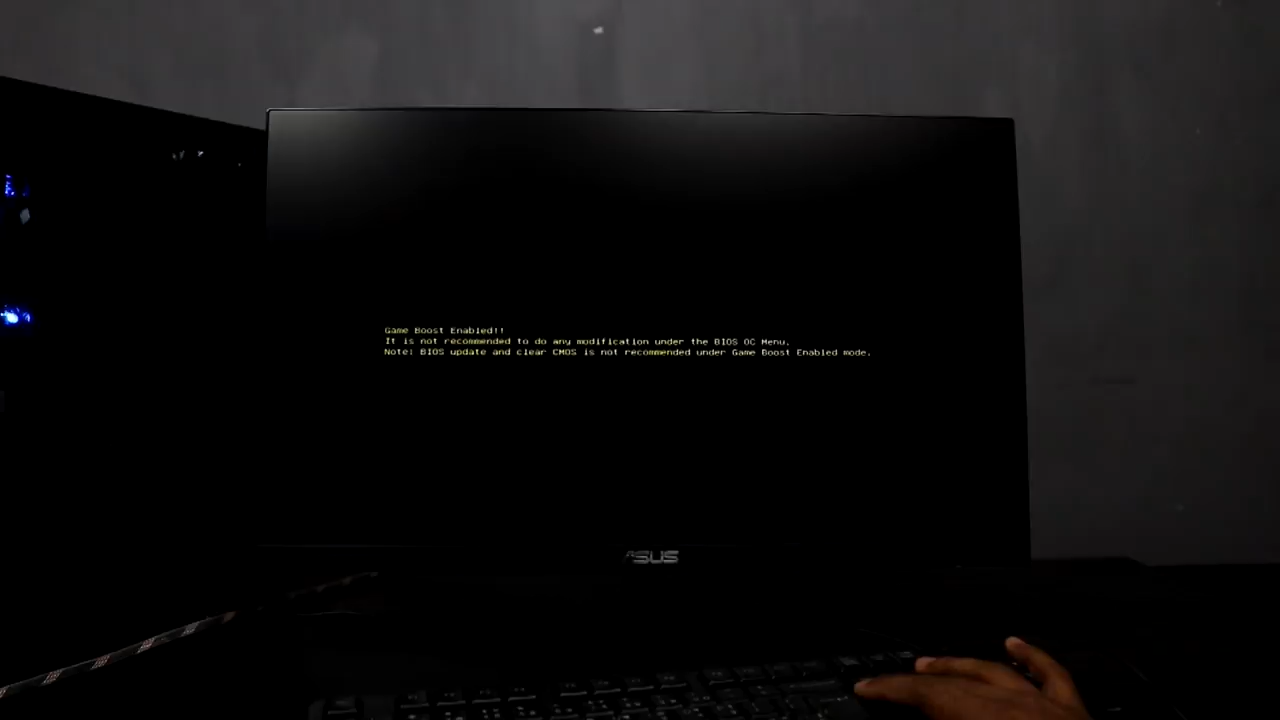 Game Boost Enabled!!
It is not recommended to do any modification under the BIOS OC Menu.
Note: BIOS update and clear CMOS is not recommended under Game Boost Enabled mode.
ASUS